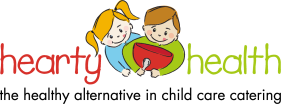 hearty health
the healthy alternative in child care catering